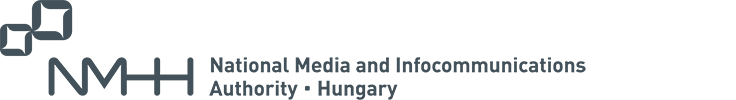 NMHH
National Media and Infocommunications
Authority ▪ Hungary